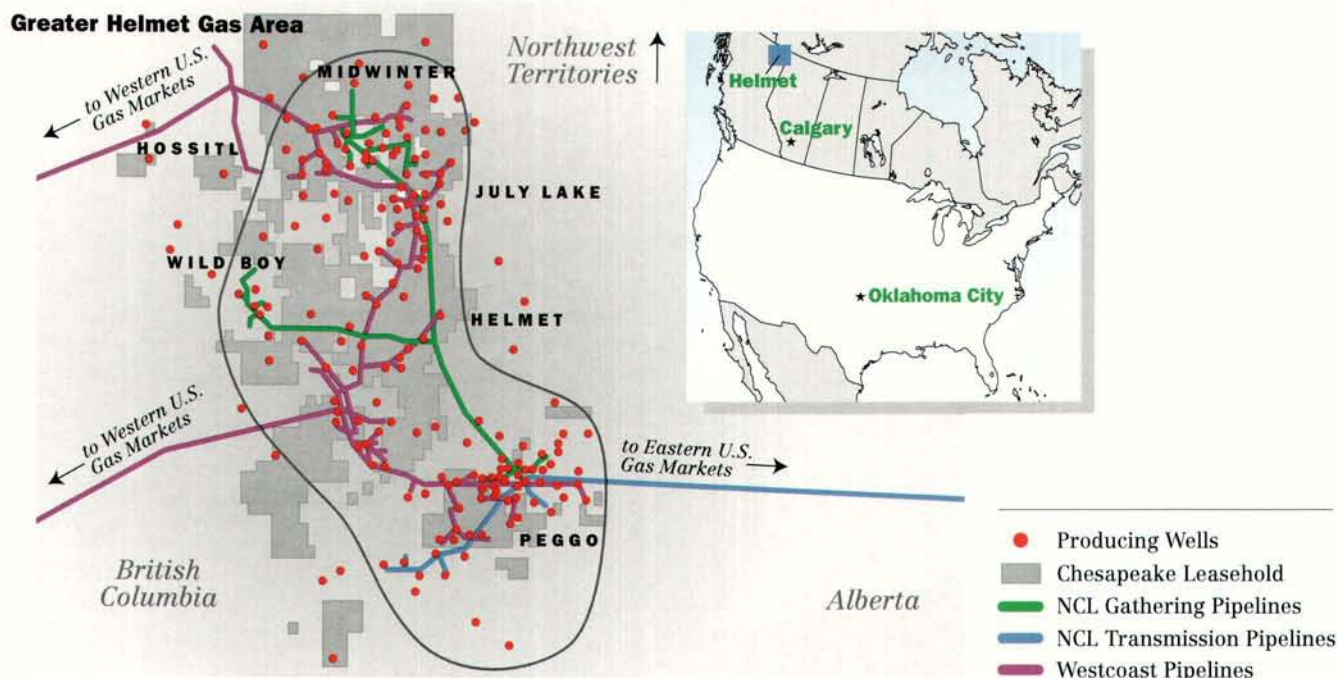 Greater Helmet Gas Area
Northwest
Territories
MIDWINTER
to Western U.S.
Gas Markets
HOSSITL
JULY LAKE
WILD BOY
HELMET
to Western U.S.
Gas Markets
to Eastern U.S.
Gas Markets
PEGGO
British
Columbia
Alberta
Helmet
Calgary
Oklahoma City
Producing Wells
Chesapeake Leasehold
NCL Gathering Pipelines
NCL Transmission Pipelines
Westcoast Pipelines